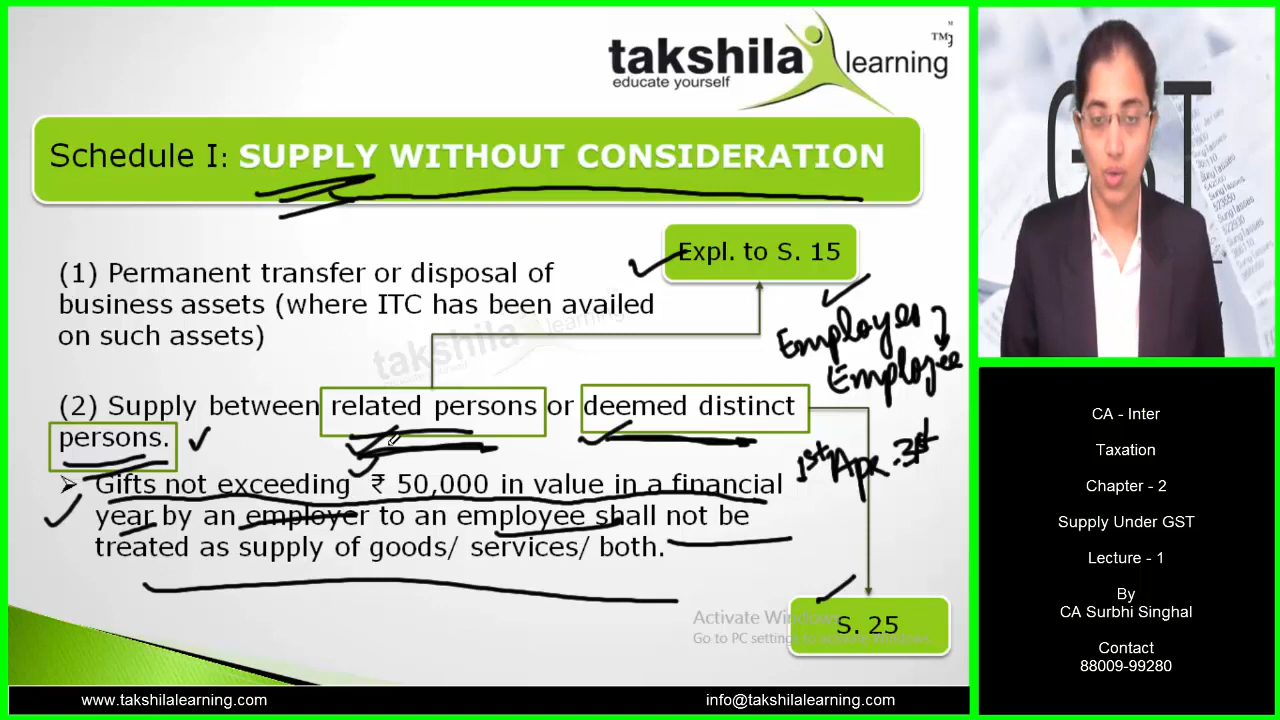 takshila learning
TM
educate yourself
Schedule I: SUPPLY WITHOUT CONSIDERATION
Expl. to S. 15
(1) Permanent transfer or disposal of
business assets (where ITC has been availed
on such assets)
takshila learning
Employer
Employee
(2) Supply between related persons or deemed distinct
persons.
1st Apr. 31st
➤ Gifts not exceeding ₹ 50,000 in value in a financial
year by an employer to an employee shall not be
treated as supply of goods/ services/ both.
Activate Windows
Go to PC settings to activate Windows.
S. 25
www.takshilalearning.com
info@takshilalearning.com
GST
CA - Inter
Taxation
Chapter - 2
Supply Under GST
Lecture - 1
By
CA Surbhi Singhal
Contact
88009-99280